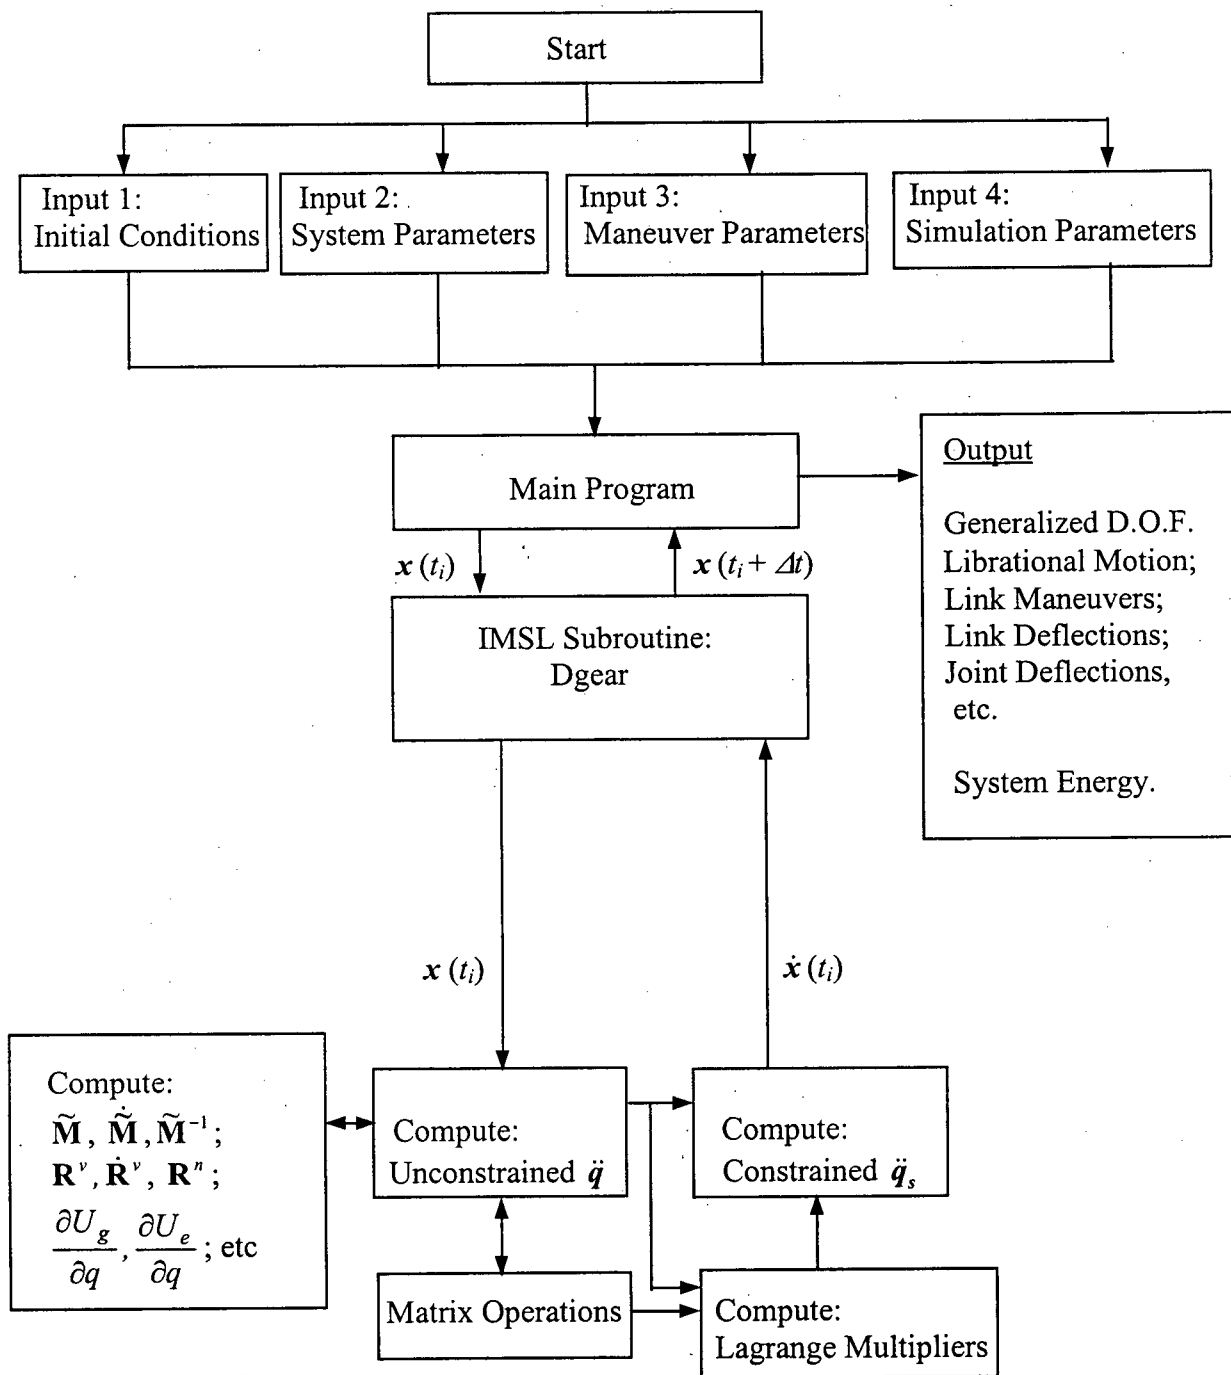 Start
Input 1:
Initial Conditions
Input 2:
System Parameters
Input 3:
Maneuver Parameters
Input 4:
Simulation Parameters
Main Program
Output
Generalized D.O.F.
Librational Motion;
Link Maneuvers;
Link Deflections;
Joint Deflections,
etc.
System Energy.
x (tᵢ)
x (tᵢ + Δt)
IMSL Subroutine:
Dgear
x (tᵢ)
ẋ (tᵢ)
Compute:
M̃, M̃̇, M̃⁻¹;
Rᵛ, Ṙᵛ, Rⁿ;
∂U_g/∂q, ∂U_e/∂q; etc
Compute:
Unconstrained q̈
Compute:
Constrained q̈ₛ
Matrix Operations
Compute:
Lagrange Multipliers